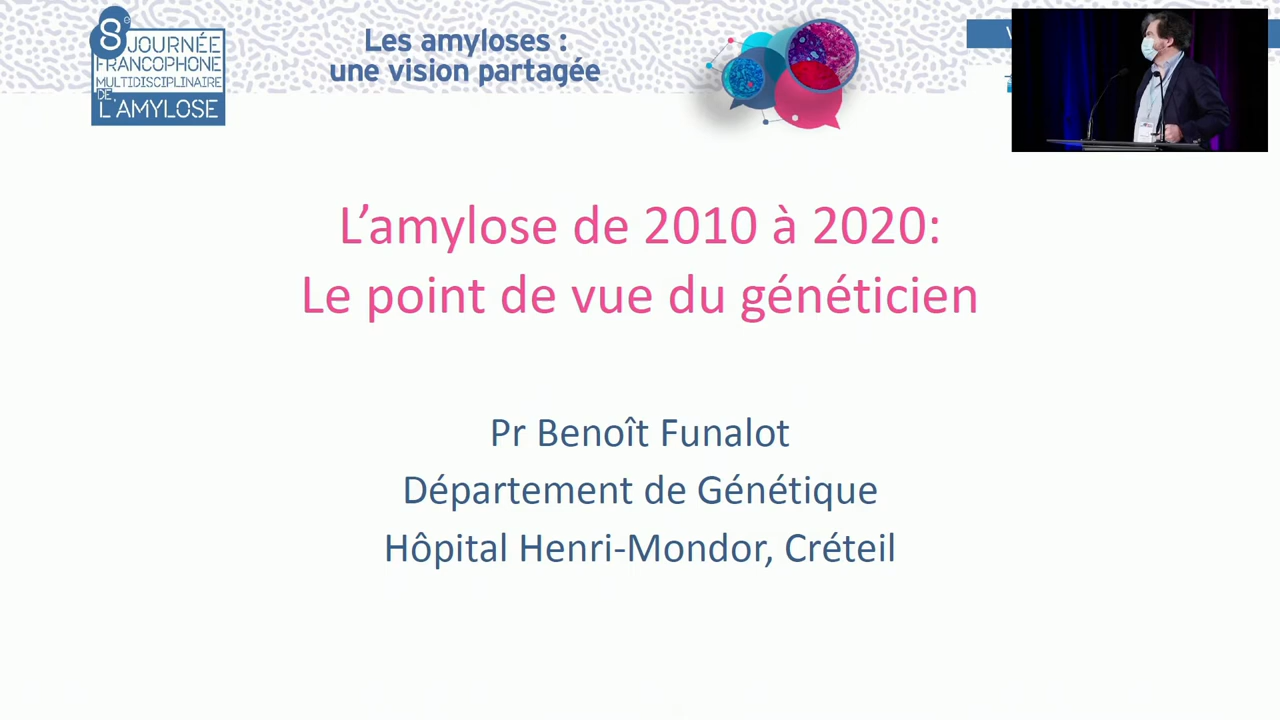 8e JOURNÉE
FRANCOPHONE
MULTIDISCIPLINAIRE
DE
L'AMYLOSE
Les amyloses :
une vision partagée
L’amylose de 2010 à 2020:
Le point de vue du généticien
Pr Benoît Funalot
Département de Génétique
Hôpital Henri-Mondor, Créteil